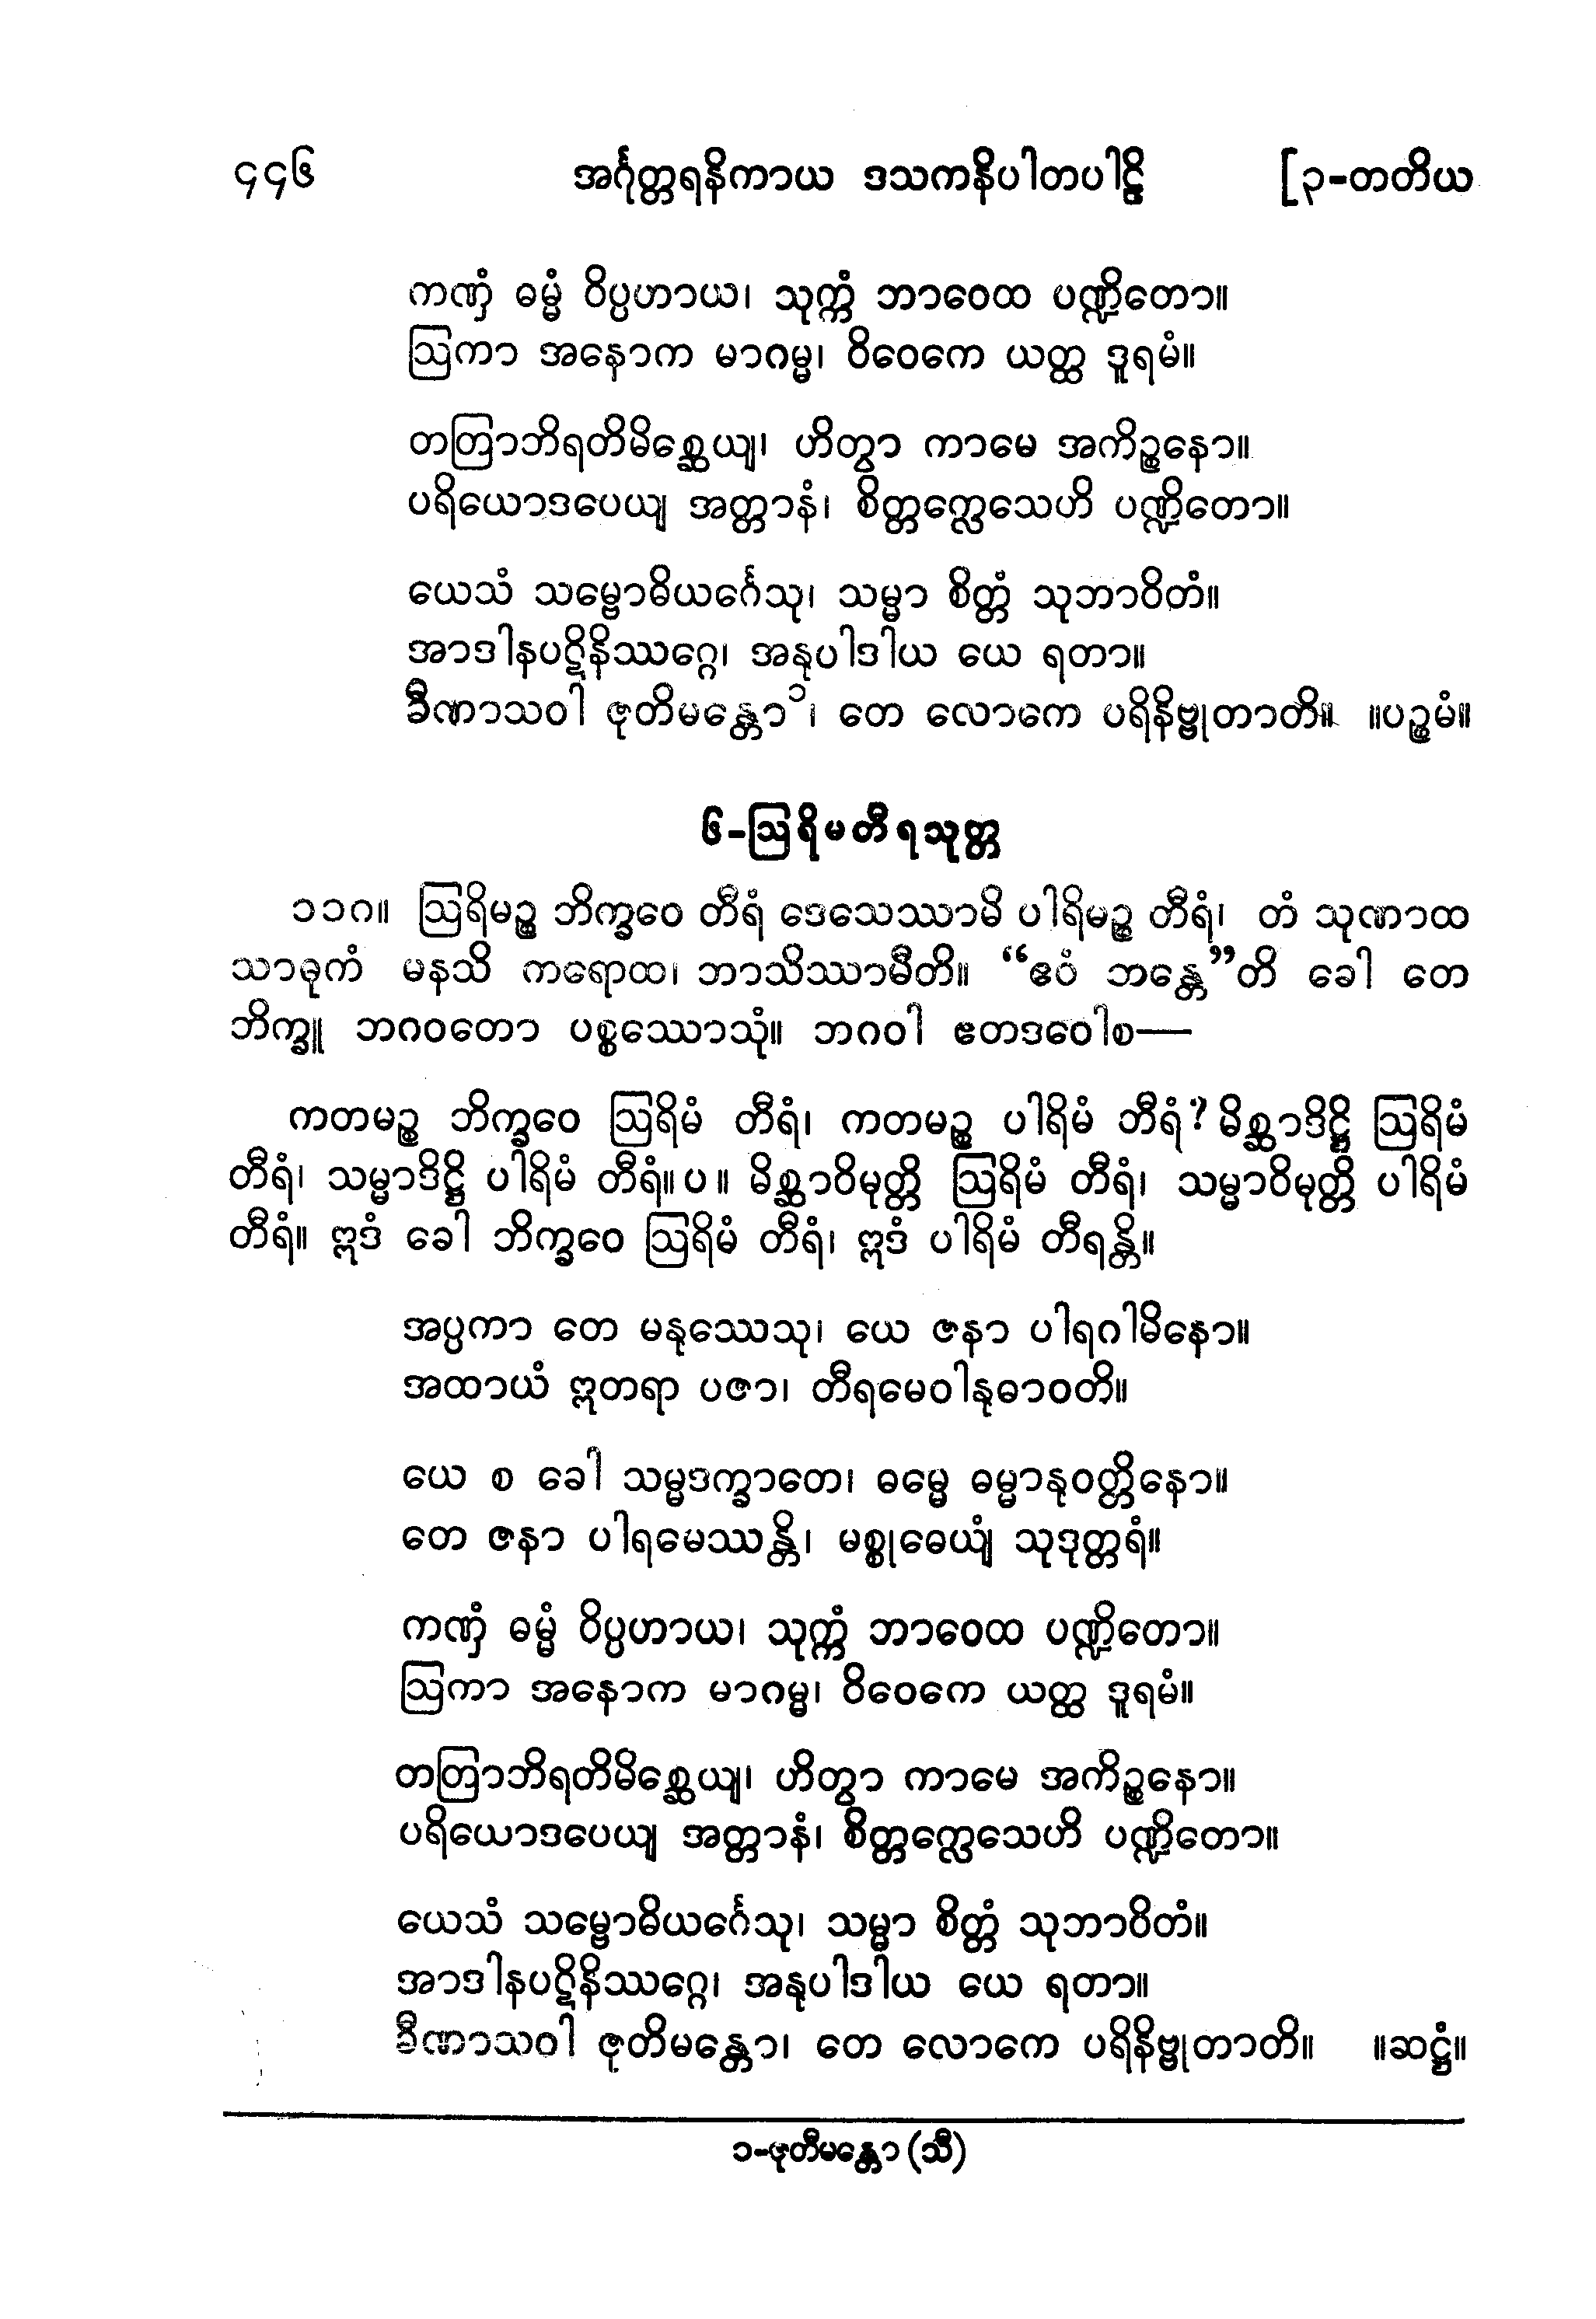 ၄၄၆ အင်္ဂုတ္တရနိကာယ ဒသကနိပါတပါဠိ [၃-တတိယ
ကဏှံ ဓမ္မံ ဝိပ္ပဟာယ၊ သုက္ကံ ဘာဝေထ ပဏ္ဍိတော။
ဩကာ အနောက မာဂမ္မ၊ ဝိဝေကေ ယတ္ထ ဒူရမံ။
တတြာဘိရတိမိစ္ဆေယျ၊ ဟိတွာ ကာမေ အကိဉ္စနော။
ပရိယောဒပေယျ အတ္တာနံ၊ စိတ္တက္လေသေဟိ ပဏ္ဍိတော။
ယေသံ သမ္ဗောဓိယင်္ဂေသု၊ သမ္မာ စိတ္တံ သုဘာဝိတံ။
အာဒါနပဋိနိဿဂ္ဂေ၊ အနုပါဒါယ ယေ ရတာ။
ခီဏာသဝါ ဇုတိမန္တော၁၊ တေ လောကေ ပရိနိဗ္ဗုတာတိ။ ။ပဉ္စမံ။
၆-ဩရိမတီရသုတ္တ
၁၁၈။ ဩရိမဉ္စ ဘိက္ခဝေ တီရံ ဒေသေဿာမိ ပါရိမဉ္စ တီရံ၊ တံ သုဏာထ
သာဓုကံ မနသိ ကရောထ၊ ဘာသိဿာမီတိ။ “ဧဝံ ဘန္တေ”တိ ခေါ တေ
ဘိက္ခူ ဘဂဝတော ပစ္စဿောသုံ။ ဘဂဝါ ဧတဒဝေါစ—
ကတမဉ္စ ဘိက္ခဝေ ဩရိမံ တီရံ၊ ကတမဉ္စ ပါရိမံ တီရံ? မိစ္ဆာဒိဋ္ဌိ ဩရိမံ
တီရံ၊ သမ္မာဒိဋ္ဌိ ပါရိမံ တီရံ။ ပ ။ မိစ္ဆာဝိမုတ္တိ ဩရိမံ တီရံ၊ သမ္မာဝိမုတ္တိ ပါရိမံ
တီရံ။ ဣဒံ ခေါ ဘိက္ခဝေ ဩရိမံ တီရံ၊ ဣဒံ ပါရိမံ တီရန္တိ။
အပ္ပကာ တေ မနုဿေသု၊ ယေ ဇနာ ပါရဂါမိနော။
အထာယံ ဣတရာ ပဇာ၊ တီရမေဝါနုဓာဝတိ။
ယေ စ ခေါ သမ္မဒက္ခာတေ၊ ဓမ္မေ ဓမ္မာနုဝတ္တိနော။
တေ ဇနာ ပါရမေဿန္တိ၊ မစ္စုဓေယျံ သုဒုတ္တရံ။
ကဏှံ ဓမ္မံ ဝိပ္ပဟာယ၊ သုက္ကံ ဘာဝေထ ပဏ္ဍိတော။
ဩကာ အနောက မာဂမ္မ၊ ဝိဝေကေ ယတ္ထ ဒူရမံ။
တတြာဘိရတိမိစ္ဆေယျ၊ ဟိတွာ ကာမေ အကိဉ္စနော။
ပရိယောဒပေယျ အတ္တာနံ၊ စိတ္တက္လေသေဟိ ပဏ္ဍိတော။
ယေသံ သမ္ဗောဓိယင်္ဂေသု၊ သမ္မာ စိတ္တံ သုဘာဝိတံ။
အာဒါနပဋိနိဿဂ္ဂေ၊ အနုပါဒါယ ယေ ရတာ။
ခီဏာသဝါ ဇုတိမန္တော၊ တေ လောကေ ပရိနိဗ္ဗုတာတိ။ ။ဆဋ္ဌံ။
၁-ဇုတီမန္တော (သီ)